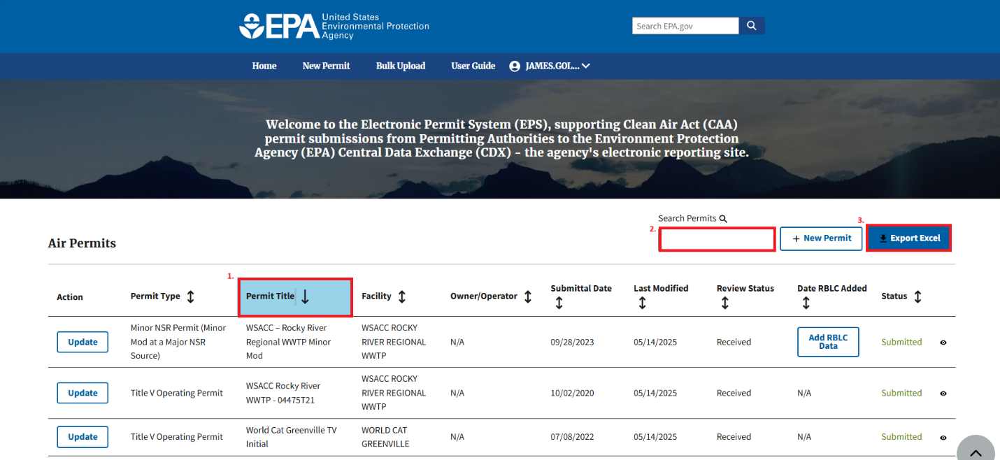 EPA
United States
Environmental Protection
Agency
Search EPA.gov
Home New Permit Bulk Upload User Guide JAMES.GOL...
Welcome to the Electronic Permit System (EPS), supporting Clean Air Act (CAA)
permit submissions from Permitting Authorities to the Environment Protection
Agency (EPA) Central Data Exchange (CDX) - the agency's electronic reporting site.
Search Permits
2.
3.
Air Permits
+ New Permit
Export Excel
1.
Action
Permit Type
Permit Title
Facility
Owner/Operator
Submittal Date
Last Modified
Review Status
Date RBLC Added
Status
Update
Minor NSR Permit (Minor
Mod at a Major NSR
Source)
WSACC – Rocky River
Regional WWTP Minor
Mod
WSACC ROCKY
RIVER REGIONAL
WWTP
N/A
09/28/2023
05/14/2025
Received
Add RBLC
Data
Submitted
Update
Title V Operating Permit
WSACC Rocky River
WWTP - 04475T21
WSACC ROCKY
RIVER REGIONAL
WWTP
N/A
10/02/2020
05/14/2025
Received
N/A
Submitted
Update
Title V Operating Permit
World Cat Greenville TV
Initial
WORLD CAT
GREENVILLE
N/A
07/08/2022
05/14/2025
Received
N/A
Submitted